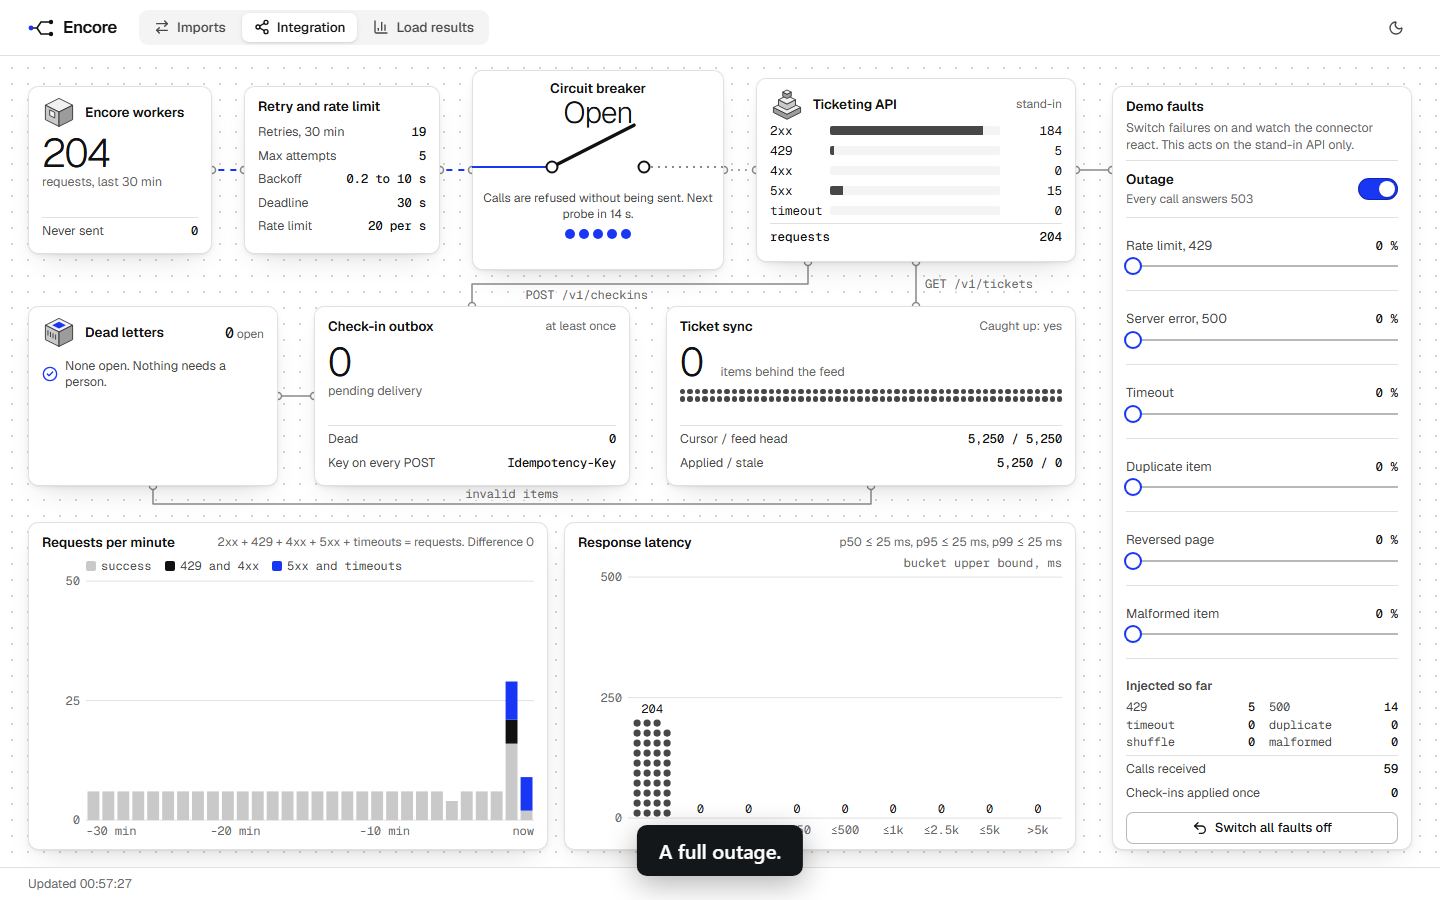 Encore
Imports
Integration
Load results
Encore workers
204
requests, last 30 min
Never sent 0
Retry and rate limit
Retries, 30 min 19
Max attempts 5
Backoff 0.2 to 10 s
Deadline 30 s
Rate limit 20 per s
Circuit breaker
Open
Calls are refused without being sent. Next
probe in 14 s.
Ticketing API stand-in
2xx 184
429 5
4xx 0
5xx 15
timeout 0
requests 204
Demo faults
Switch failures on and watch the connector
react. This acts on the stand-in API only.
Outage
Every call answers 503
Rate limit, 429 0 %
Server error, 500 0 %
Timeout 0 %
Duplicate item 0 %
Reversed page 0 %
Malformed item 0 %
Injected so far
429 5 500 14
timeout 0 duplicate 0
shuffle 0 malformed 0
Calls received 59
Check-ins applied once 0
Switch all faults off
POST /v1/checkins
GET /v1/tickets
Dead letters 0 open
None open. Nothing needs a
person.
Check-in outbox at least once
0
pending delivery
Dead 0
Key on every POST Idempotency-Key
Ticket sync Caught up: yes
0 items behind the feed
Cursor / feed head 5,250 / 5,250
Applied / stale 5,250 / 0
invalid items
Requests per minute 2xx + 429 + 4xx + 5xx + timeouts = requests. Difference 0
success 429 and 4xx 5xx and timeouts
50
25
0
-30 min -20 min -10 min now
Response latency p50 ≤ 25 ms, p95 ≤ 25 ms, p99 ≤ 25 ms
bucket upper bound, ms
500
250
204
0 0 0 0 0 0 0 0
0
≤500 ≤1k ≤2.5k ≤5k >5k
A full outage.
Updated 00:57:27